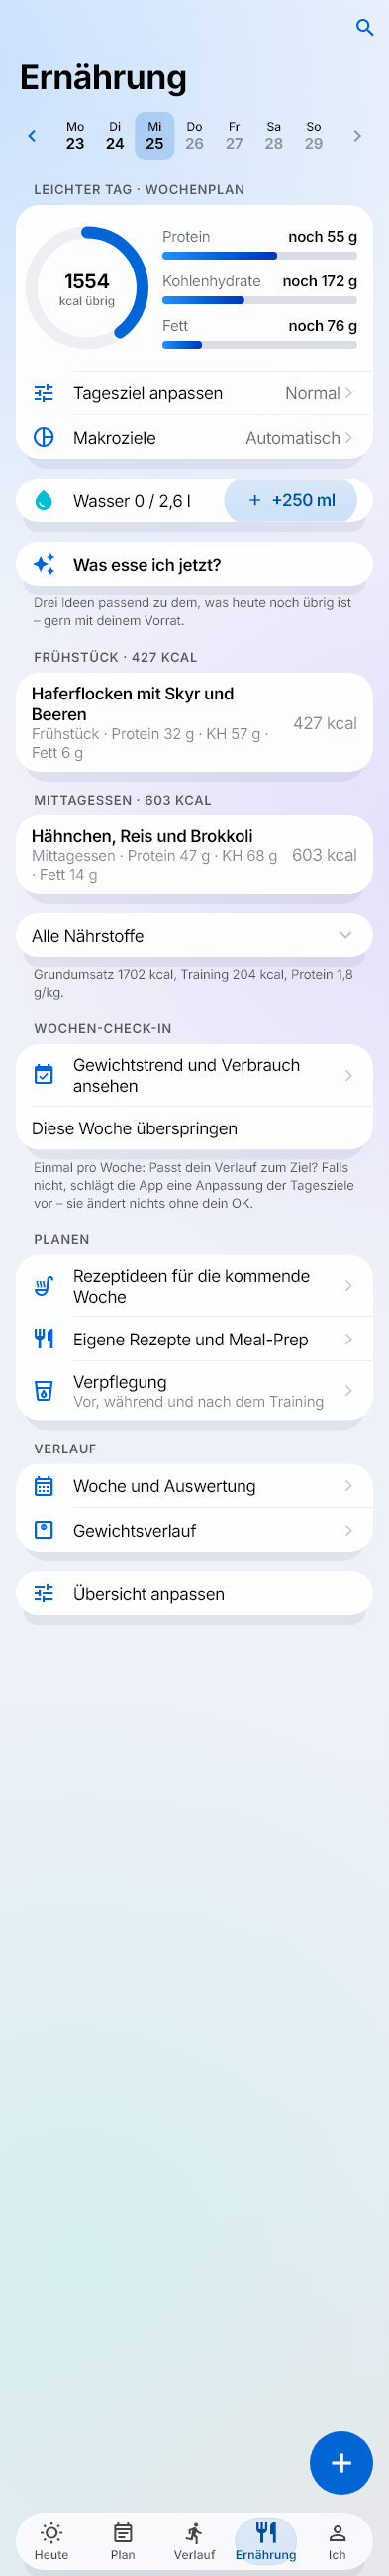 Ernährung
Mo Di Mi Do Fr Sa So
23 24 25 26 27 28 29
LEICHTER TAG · WOCHENPLAN
1554
kcal übrig
Protein noch 55 g
Kohlenhydrate noch 172 g
Fett noch 76 g
Tagesziel anpassen Normal
Makroziele Automatisch
Wasser 0 / 2,6 l + +250 ml
Was esse ich jetzt?
Drei Ideen passend zu dem, was heute noch übrig ist
– gern mit deinem Vorrat.
FRÜHSTÜCK · 427 KCAL
Haferflocken mit Skyr und
Beeren
427 kcal
Frühstück · Protein 32 g · KH 57 g ·
Fett 6 g
MITTAGESSEN · 603 KCAL
Hähnchen, Reis und Brokkoli
Mittagessen · Protein 47 g · KH 68 g
603 kcal
· Fett 14 g
Alle Nährstoffe
Grundumsatz 1702 kcal, Training 204 kcal, Protein 1,8
g/kg.
WOCHEN-CHECK-IN
Gewichtstrend und Verbrauch
ansehen
Diese Woche überspringen
Einmal pro Woche: Passt dein Verlauf zum Ziel? Falls
nicht, schlägt die App eine Anpassung der Tagesziele
vor – sie ändert nichts ohne dein OK.
PLANEN
Rezeptideen für die kommende
Woche
Eigene Rezepte und Meal-Prep
Verpflegung
Vor, während und nach dem Training
VERLAUF
Woche und Auswertung
Gewichtsverlauf
Übersicht anpassen
Heute Plan Verlauf Ernährung Ich